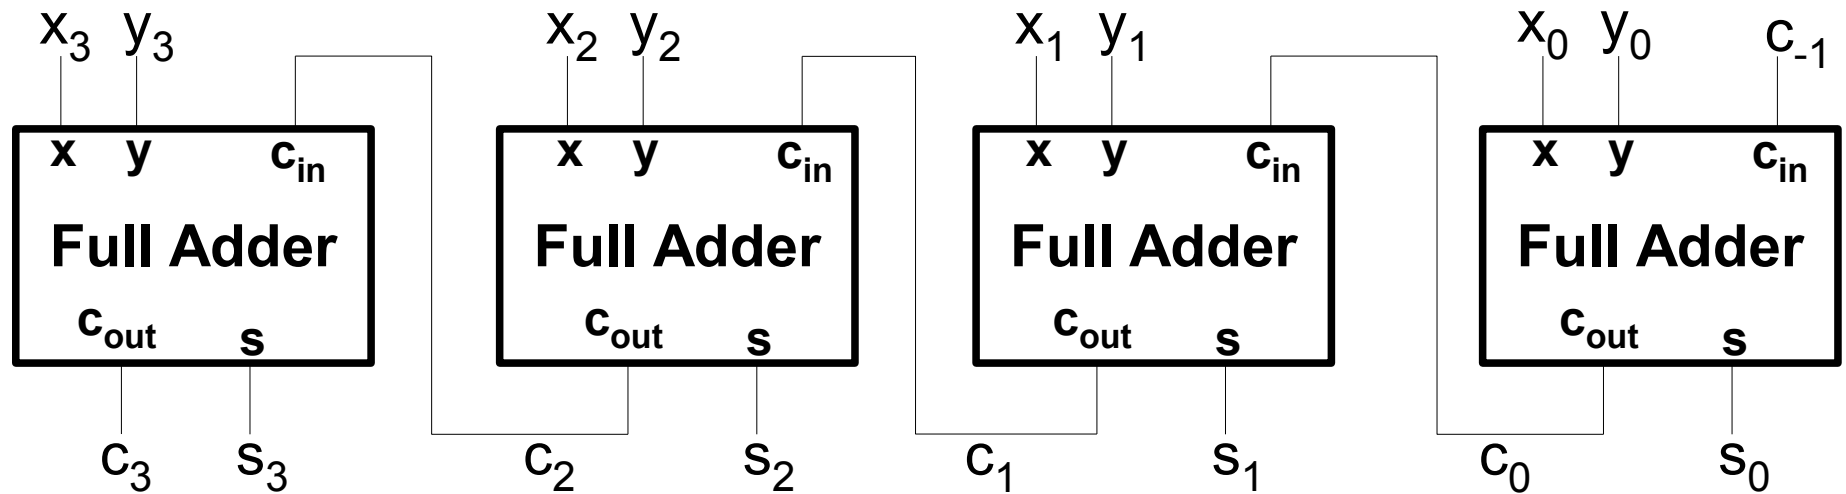 x₃ y₃ x₂ y₂ x₁ y₁ x₀ y₀ c₋₁
x y cᵢₙ x y cᵢₙ x y cᵢₙ x y cᵢₙ
Full Adder Full Adder Full Adder Full Adder
cₒᵤₜ s cₒᵤₜ s cₒᵤₜ s cₒᵤₜ s
c₃ s₃ c₂ s₂ c₁ s₁ c₀ s₀